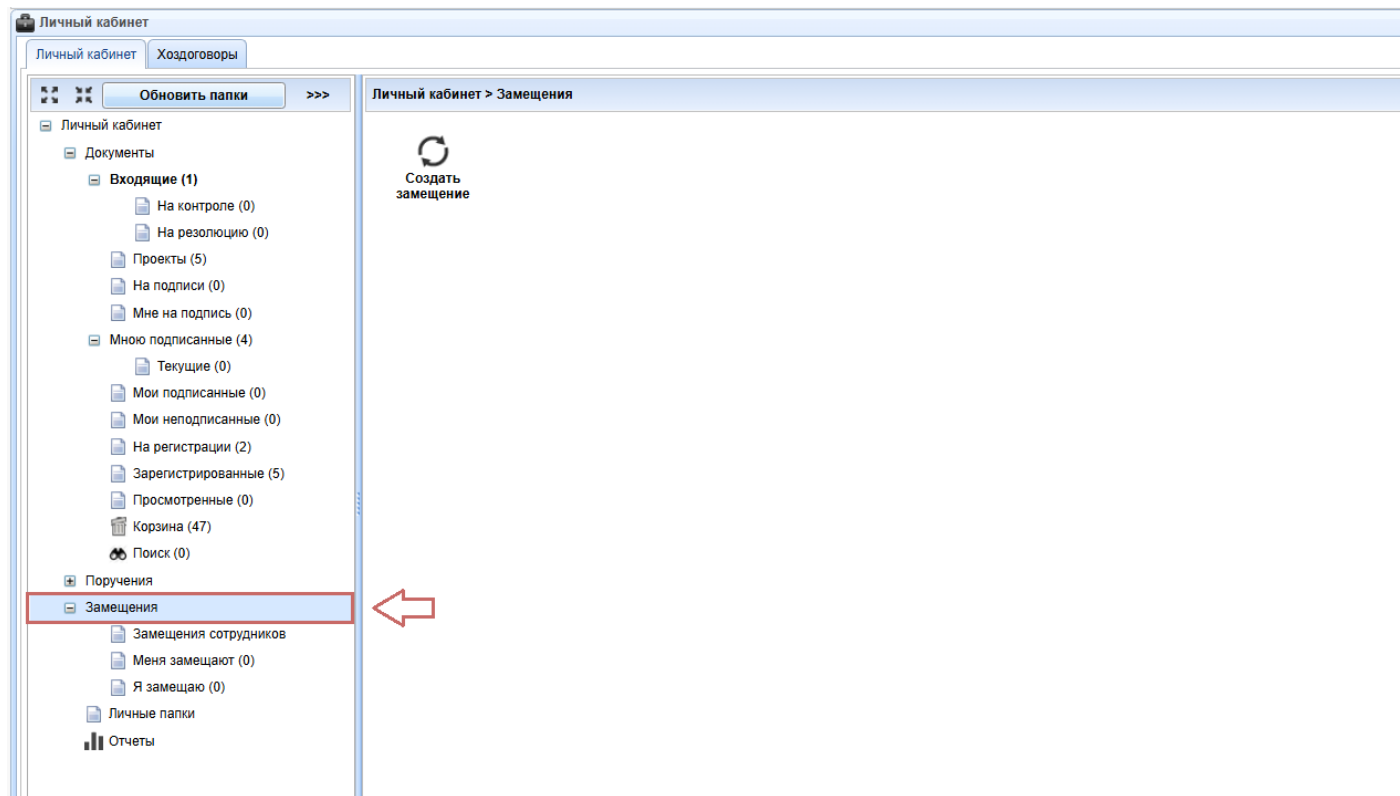 Личный кабинет
Личный кабинет Хоздоговоры
Обновить папки >>>
Личный кабинет > Замещения
Личный кабинет
Документы
Входящие (1)
На контроле (0)
На резолюцию (0)
Проекты (5)
На подписи (0)
Мне на подпись (0)
Мною подписанные (4)
Текущие (0)
Мои подписанные (0)
Мои неподписанные (0)
На регистрации (2)
Зарегистрированные (5)
Просмотренные (0)
Корзина (47)
Поиск (0)
Поручения
Замещения
Замещения сотрудников
Меня замещают (0)
Я замещаю (0)
Личные папки
Отчеты
Создать
замещение